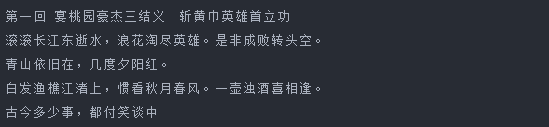 第一回 宴桃园豪杰三结义 斩黄巾英雄首立功
滚滚长江东逝水，浪花淘尽英雄。是非成败转头空。
青山依旧在，几度夕阳红。
白发渔樵江渚上，惯看秋月春风。一壶浊酒喜相逢。
古今多少事，都付笑谈中